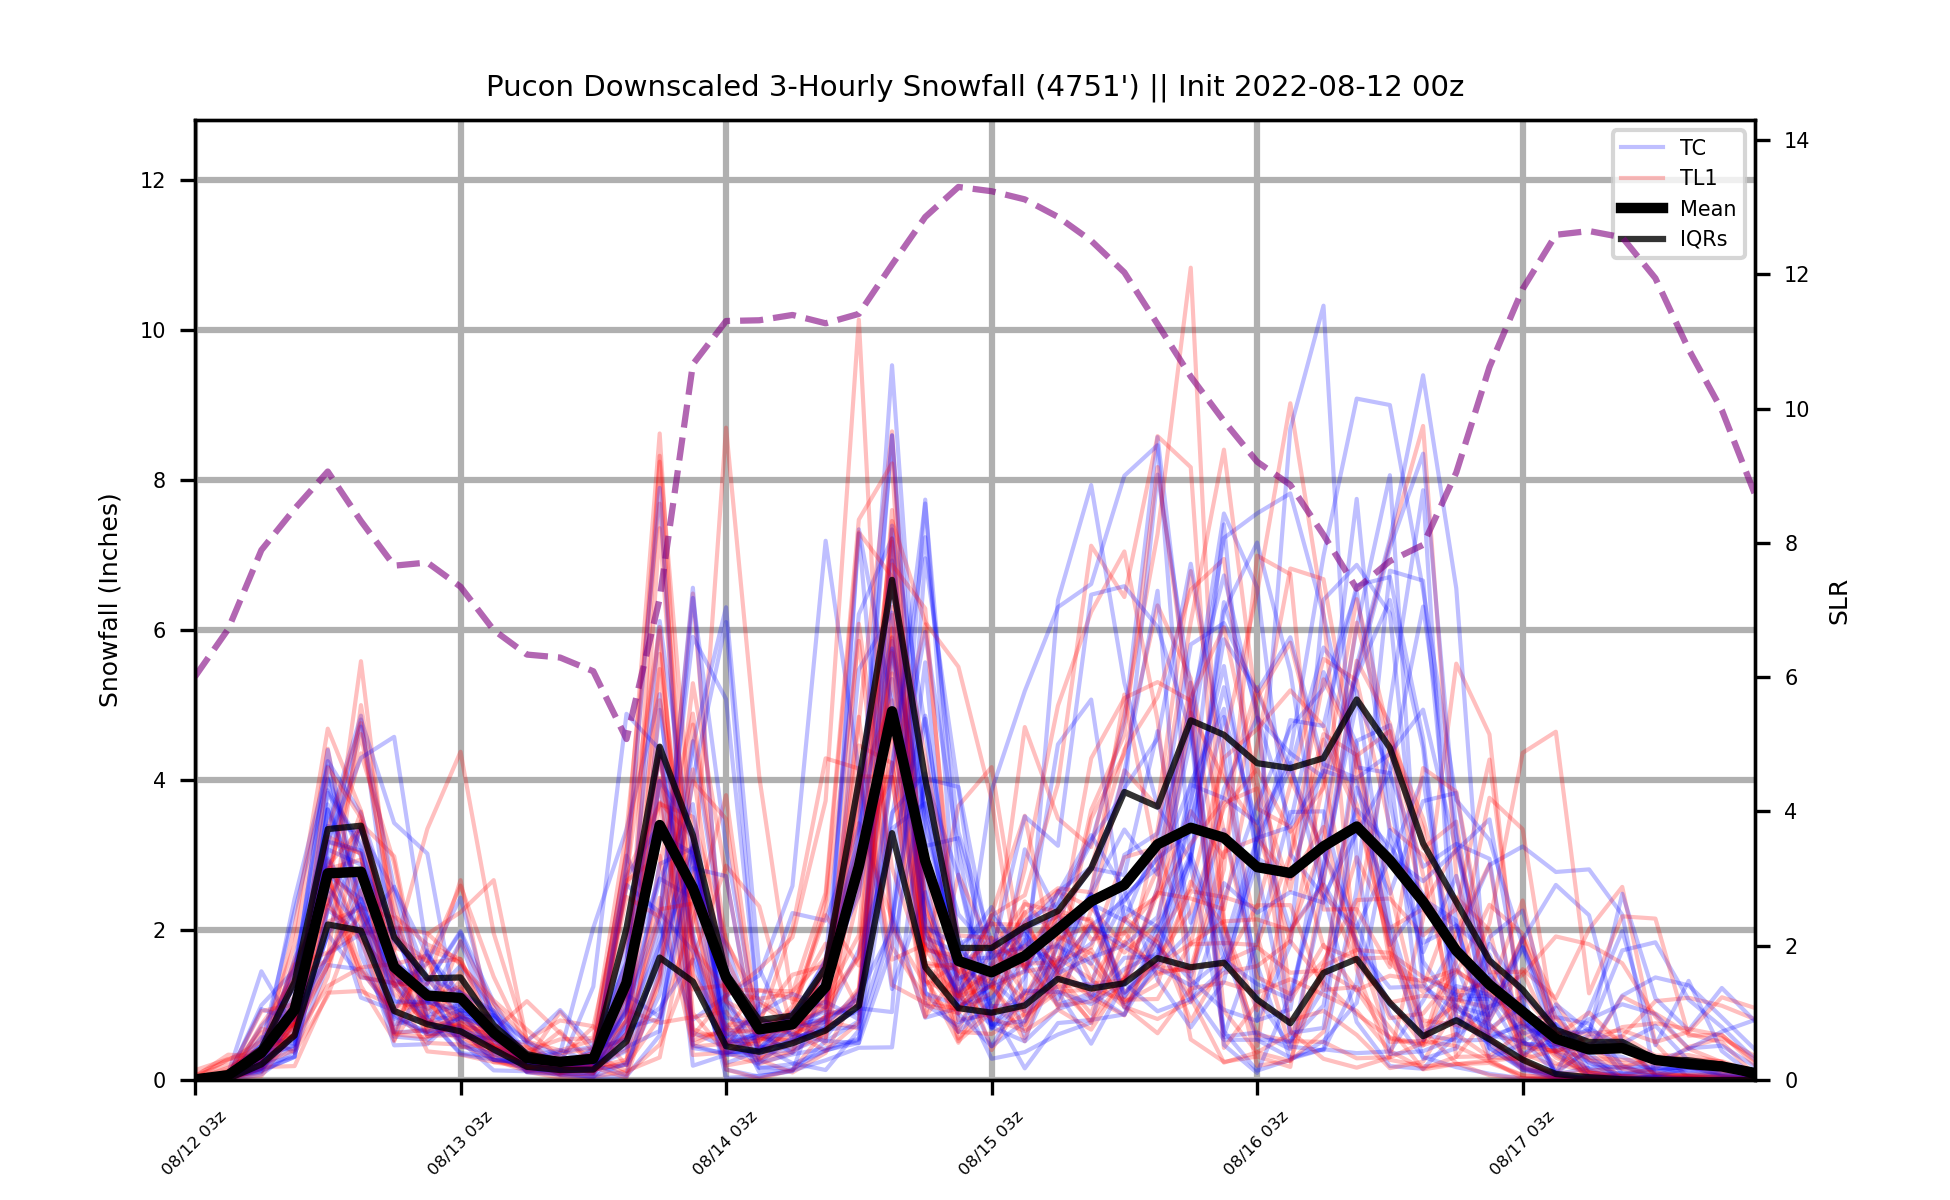 Pucon Downscaled 3-Hourly Snowfall (4751') || Init 2022-08-12 00z
TC
TL1
Mean
IQRs
Snowfall (Inches)
12
10
8
6
4
2
0
14
12
10
8
6
4
2
0
SLR
08/12 03z
08/13 03z
08/14 03z
08/15 03z
08/16 03z
08/17 03z